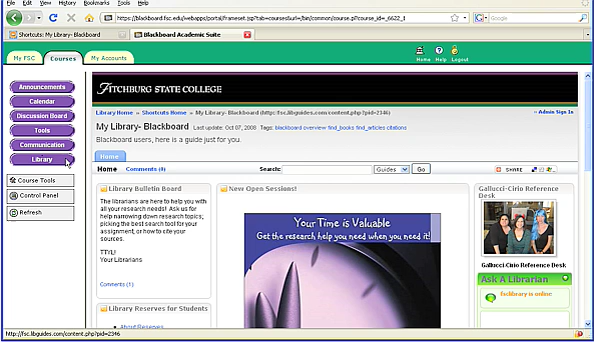 File Edit View History Bookmarks Tools Help
https://blackboard.fsc.edu/webapps/portal/frameset.jsp?tab=courses&url=/bin/common/course.pl?course_id=_6622_1
Google
Shortcuts: My Library- Blackboard
Blackboard Academic Suite
My FSC
Courses
My Accounts
Home Help Logout
Announcements
Calendar
Discussion Board
Tools
Communication
Library
Course Tools
Control Panel
Refresh
FITCHBURG STATE COLLEGE
Library Home » Shortcuts Home » My Library- Blackboard (http:fsc.libguides.com/content.php?pid=2346)
» Admin Sign In
My Library- Blackboard Last update: Oct 07, 2008 Tags: blackboard overview find_books find_articles citations
Blackboard users, here is a guide just for you.
Home
Home Comments (0) Search: Guides Go SHARE
Library Bulletin Board
The librarians are here to help you with
all your research needs! Ask us for
help narrowing down research topics,
picking the best search tool for your
assignment, or how to cite your
sources.
TTYL!
Your Librarians
Comments (1)
Library Reserves for Students
About Reserves
New Open Sessions!
Your Time is Valuable
Get the research help you need when you need it!
Gallucci-Cirio Reference
Desk
Gallucci-Cirio Reference Desk
Ask A Librarian
fsclibrary is online
http://fsc.libguides.com/content.php?pid=2346